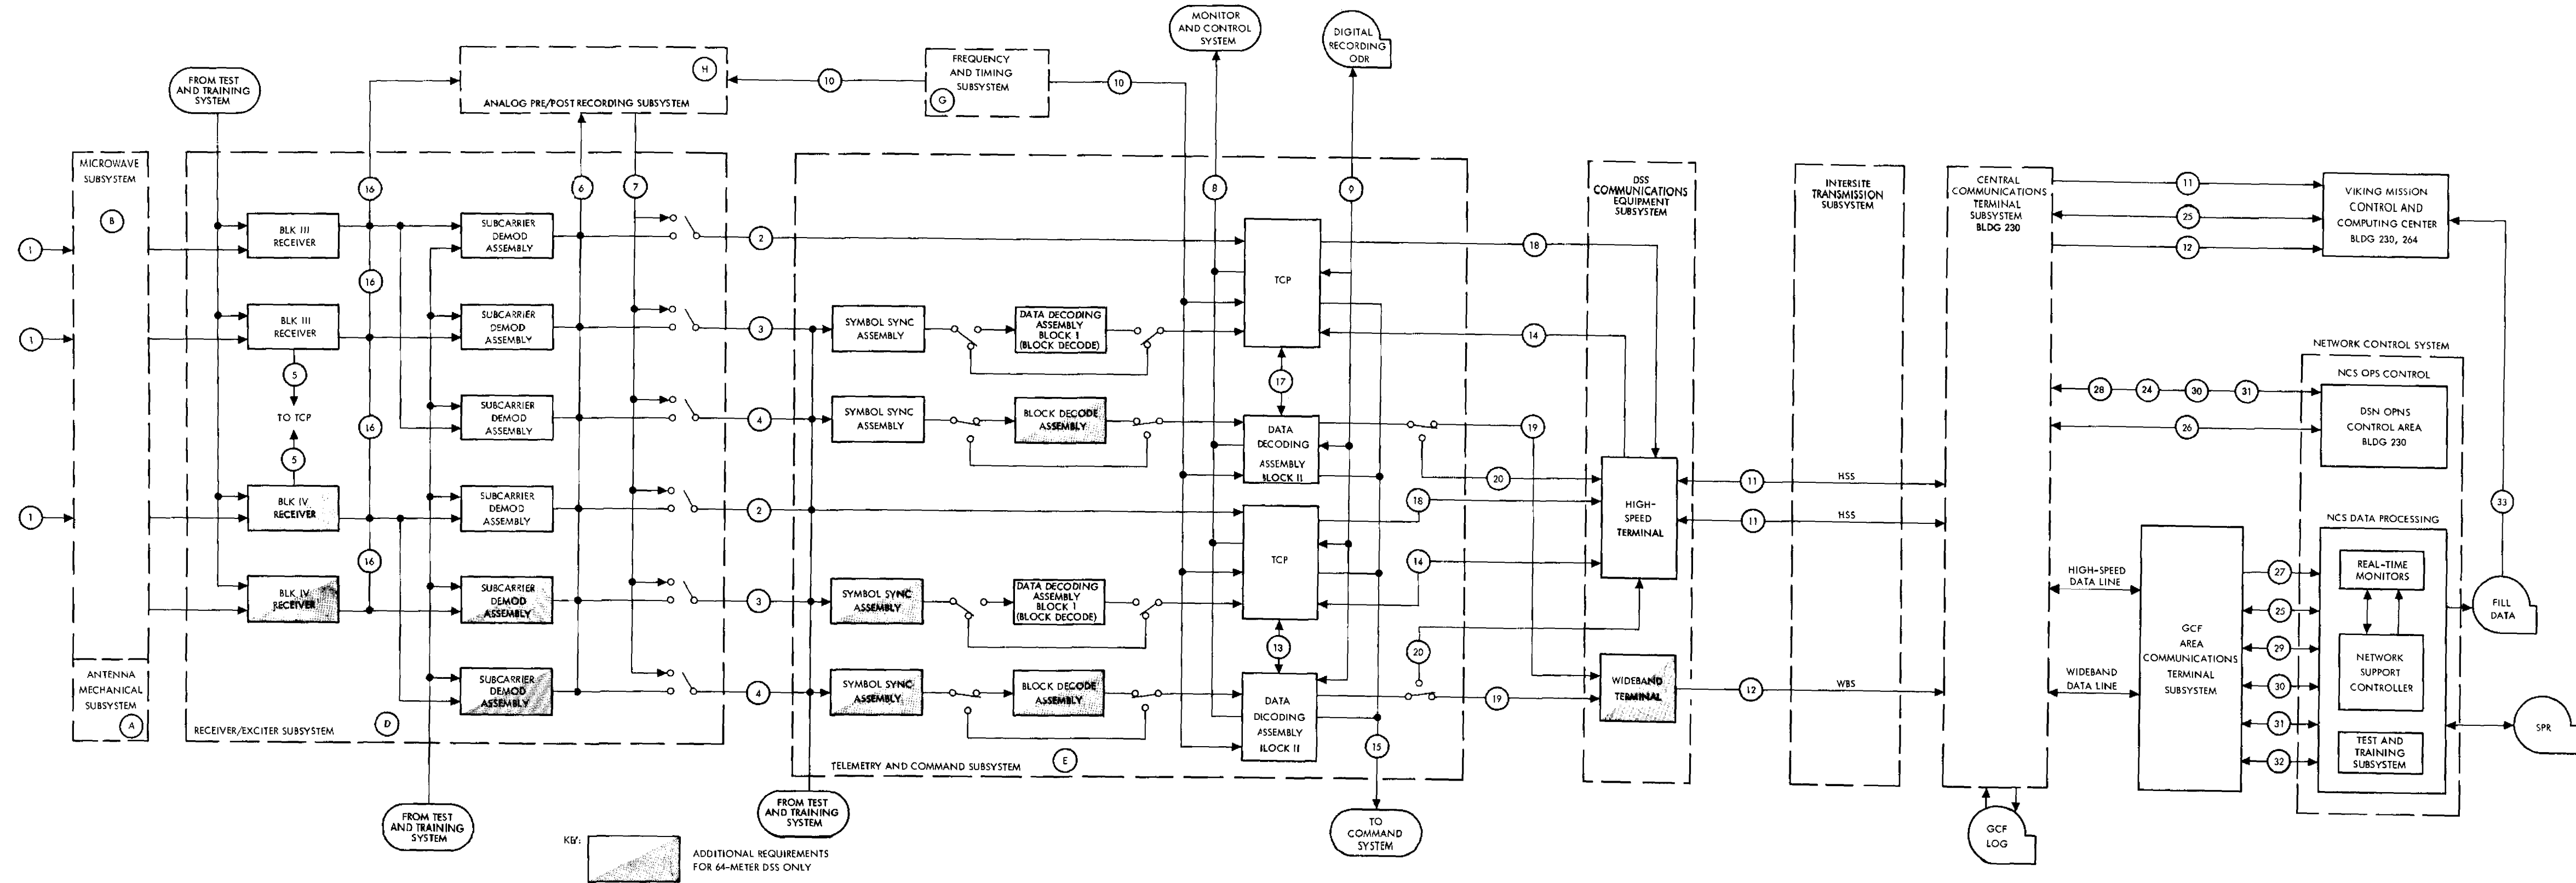 MONITOR
AND CONTROL
SYSTEM
DIGITAL
RECORDING
ODR
FROM TEST
AND TRAINING
SYSTEM
H
ANALOG PRE/POST RECORDING SUBSYSTEM
10
FREQUENCY
AND TIMING
SUBSYSTEM
G
10
MICROWAVE
SUBSYSTEM
B
1
1
1
ANTENNA
MECHANICAL
SUBSYSTEM
A
16
6
7
BLK III
RECEIVER
16
BLK III
RECEIVER
5
TO TCP
5
16
BLK IV
RECEIVER
16
BLK IV
RECEIVER
SUBCARRIER
DEMOD
ASSEMBLY
SUBCARRIER
DEMOD
ASSEMBLY
SUBCARRIER
DEMOD
ASSEMBLY
SUBCARRIER
DEMOD
ASSEMBLY
SUBCARRIER
DEMOD
ASSEMBLY
SUBCARRIER
DEMOD
ASSEMBLY
RECEIVER/EXCITER SUBSYSTEM
D
2
3
4
2
3
4
FROM TEST
AND TRAINING
SYSTEM
FROM TEST
AND TRAINING
SYSTEM
KEY:
ADDITIONAL REQUIREMENTS
FOR 64-METER DSS ONLY
8
9
SYMBOL SYNC
ASSEMBLY
DATA DECODING
ASSEMBLY
BLOCK 1
(BLOCK DECODE)
TCP
17
SYMBOL SYNC
ASSEMBLY
BLOCK DECODE
ASSEMBLY
DATA
DECODING
ASSEMBLY
BLOCK II
TCP
SYMBOL SYNC
ASSEMBLY
DATA DECODING
ASSEMBLY
BLOCK 1
(BLOCK DECODE)
13
SYMBOL SYNC
ASSEMBLY
BLOCK DECODE
ASSEMBLY
DATA
DICODING
ASSEMBLY
ILOCK II
TELEMETRY AND COMMAND SUBSYSTEM
E
15
TO
COMMAND
SYSTEM
18
14
19
20
18
14
20
19
DSS
COMMUNICATIONS
EQUIPMENT
SUBSYSTEM
HIGH-
SPEED
TERMINAL
WIDEBAND
TERMINAL
11
11
12
INTERSITE
TRANSMISSION
SUBSYSTEM
HSS
HSS
WBS
CENTRAL
COMMUNICATIONS
TERMINAL
SUBSYSTEM
BLDG 230
GCF
LOG
11
25
12
VIKING MISSION
CONTROL AND
COMPUTING CENTER
BLDG 230, 264
28
24
30
31
26
NETWORK CONTROL SYSTEM
NCS OPS CONTROL
DSN OPNS
CONTROL AREA
BLDG 230
HIGH-SPEED
DATA LINE
WIDEBAND
DATA LINE
GCF
AREA
COMMUNICATIONS
TERMINAL
SUBSYSTEM
27
25
29
30
31
32
NCS DATA PROCESSING
REAL-TIME
MONITORS
NETWORK
SUPPORT
CONTROLLER
TEST AND
TRAINING
SUBSYSTEM
33
FILL
DATA
SPR